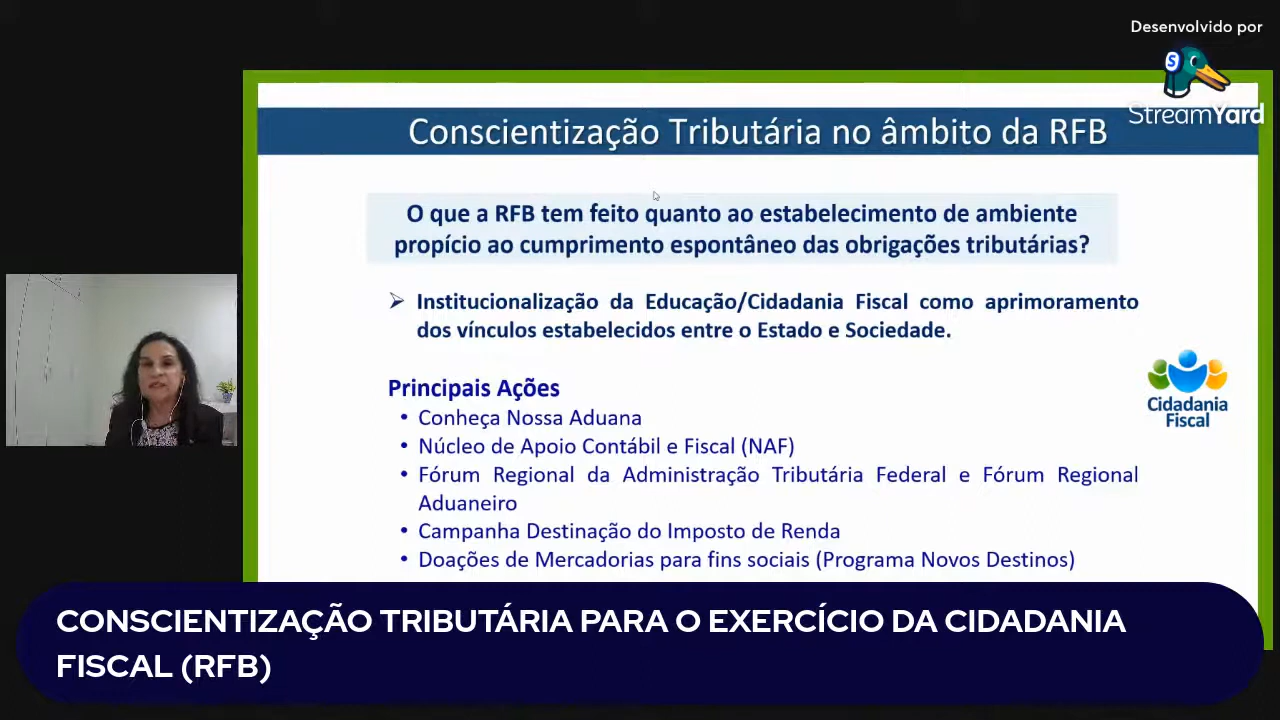 Desenvolvido por
StreamYard
Conscientização Tributária no âmbito da RFB
O que a RFB tem feito quanto ao estabelecimento de ambiente
propício ao cumprimento espontâneo das obrigações tributárias?
Institucionalização da Educação/Cidadania Fiscal como aprimoramento
dos vínculos estabelecidos entre o Estado e Sociedade.
Cidadania
Fiscal
Principais Ações
• Conheça Nossa Aduana
• Núcleo de Apoio Contábil e Fiscal (NAF)
• Fórum Regional da Administração Tributária Federal e Fórum Regional
Aduaneiro
• Campanha Destinação do Imposto de Renda
• Doações de Mercadorias para fins sociais (Programa Novos Destinos)
CONSCIENTIZAÇÃO TRIBUTÁRIA PARA O EXERCÍCIO DA CIDADANIA
FISCAL (RFB)